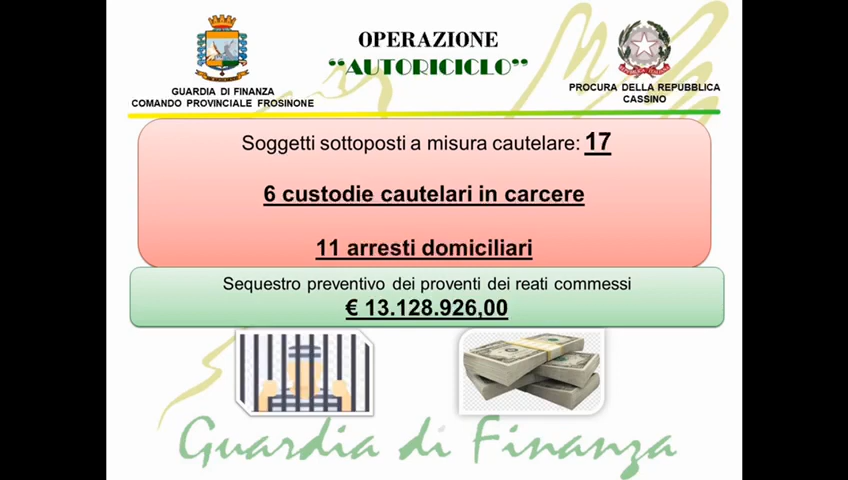 OPERAZIONE
“AUTORICICLO”
GUARDIA DI FINANZA
COMANDO PROVINCIALE FROSINONE
PROCURA DELLA REPUBBLICA
CASSINO
Soggetti sottoposti a misura cautelare: 17
6 custodie cautelari in carcere
11 arresti domiciliari
Sequestro preventivo dei proventi dei reati commessi
€ 13.128.926,00
Guardia di Finanza